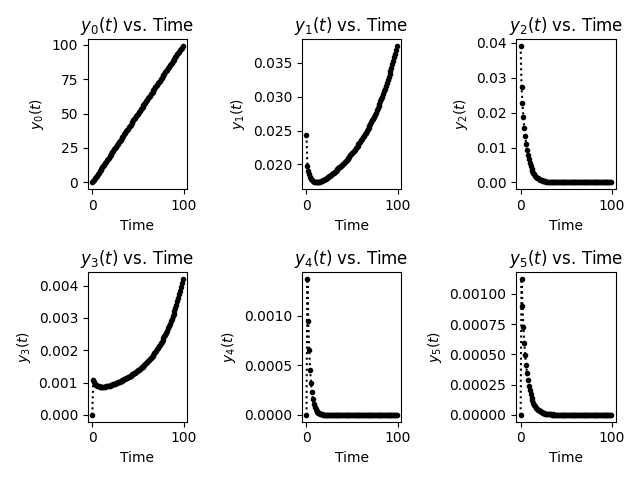 y0(t) vs. Time
y1(t) vs. Time
y2(t) vs. Time
100
75
50
25
0
y0(t)
0
100
Time
0.035
0.030
0.025
0.020
y1(t)
0
100
Time
0.04
0.03
0.02
0.01
0.00
y2(t)
0
100
Time
y3(t) vs. Time
y4(t) vs. Time
y5(t) vs. Time
0.004
0.003
0.002
0.001
0.000
y3(t)
0
100
Time
0.0010
0.0005
0.0000
y4(t)
0
100
Time
0.00100
0.00075
0.00050
0.00025
0.00000
y5(t)
0
100
Time